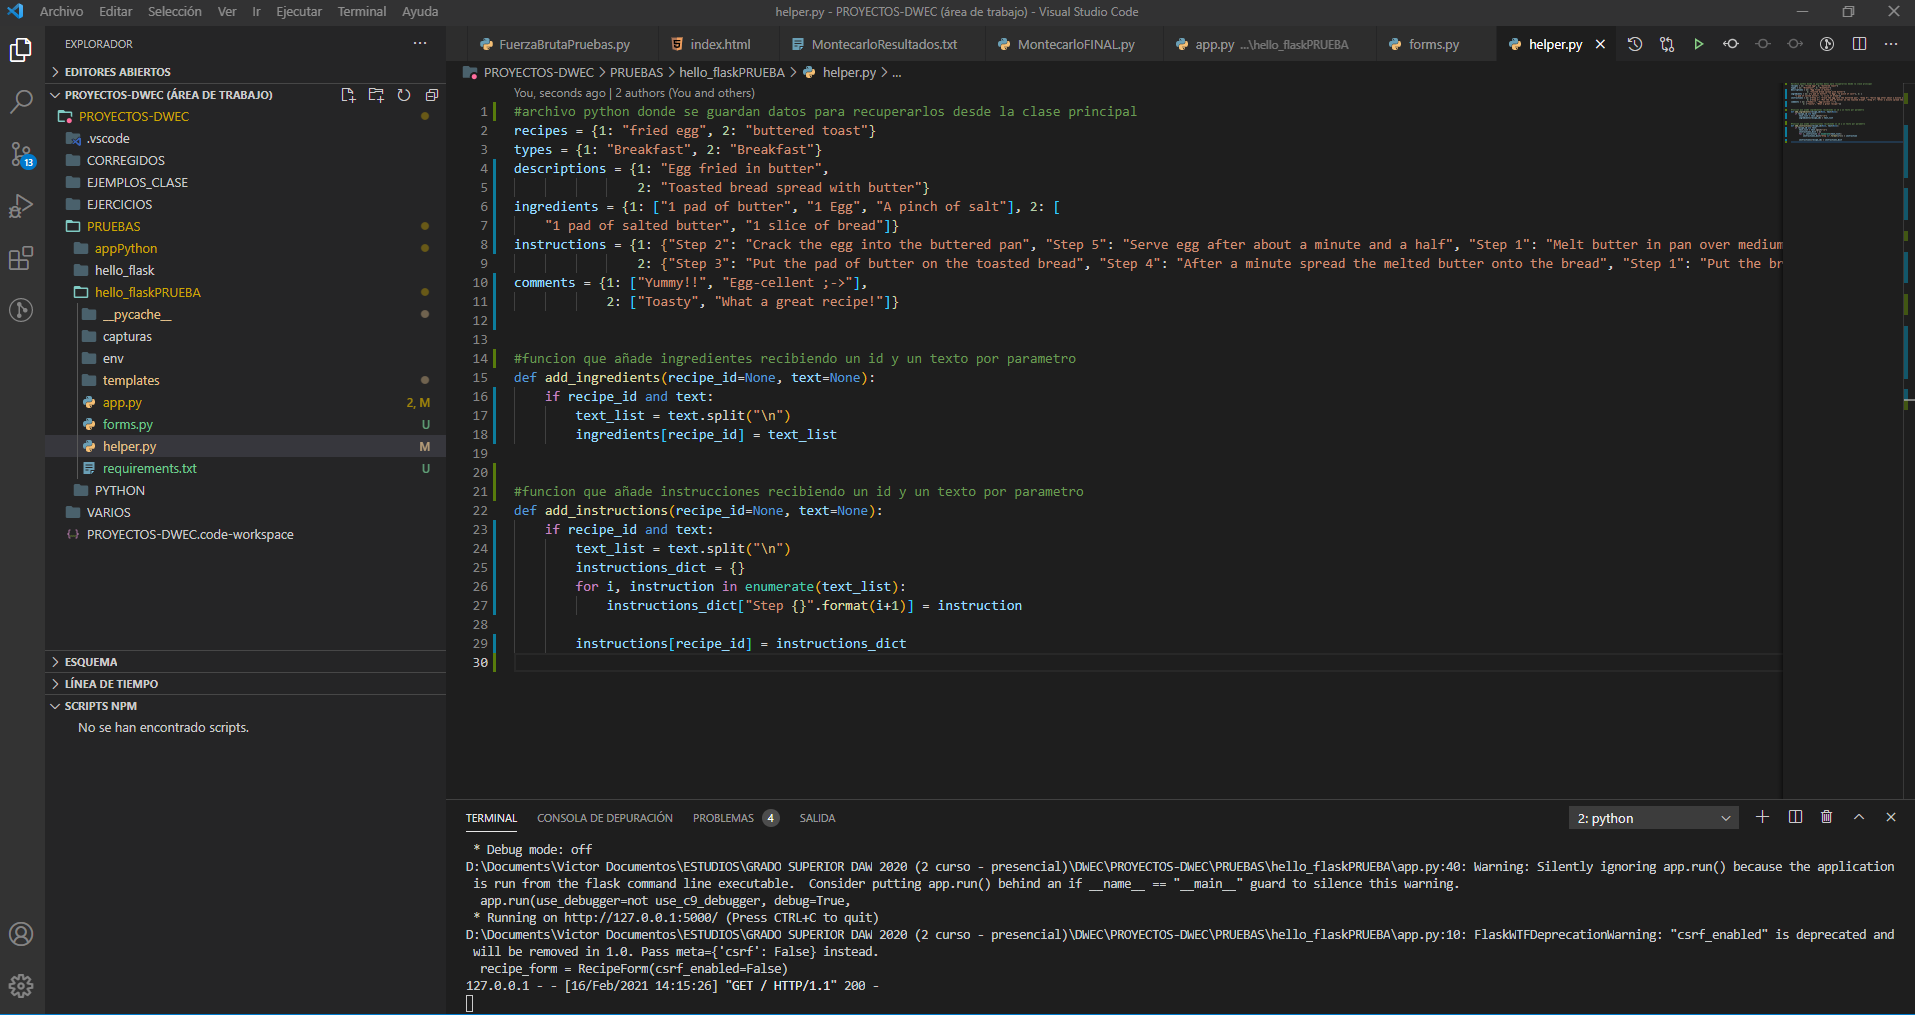 Archivo Editar Selección Ver Ir Ejecutar Terminal Ayuda
helper.py - PROYECTOS-DWEC (área de trabajo) - Visual Studio Code
EXPLORADOR
EDITORES ABIERTOS
PROYECTOS-DWEC (ÁREA DE TRABAJO)
PROYECTOS-DWEC
.vscode
CORREGIDOS
EJEMPLOS_CLASE
EJERCICIOS
PRUEBAS
appPython
hello_flask
hello_flaskPRUEBA
__pycache__
capturas
env
templates
app.py 2, M
forms.py U
helper.py M
requirements.txt U
PYTHON
VARIOS
PROYECTOS-DWEC.code-workspace
ESQUEMA
LÍNEA DE TIEMPO
SCRIPTS NPM
No se han encontrado scripts.
13
FuerzaBrutaPruebas.py index.html MontecarloResultados.txt MontecarloFINAL.py app.py ...\hello_flaskPRUEBA forms.py helper.py
PROYECTOS-DWEC > PRUEBAS > hello_flaskPRUEBA > helper.py > ...
You, seconds ago | 2 authors (You and others)
1 #archivo python donde se guardan datos para recuperarlos desde la clase principal
2 recipes = {1: "fried egg", 2: "buttered toast"}
3 types = {1: "Breakfast", 2: "Breakfast"}
4 descriptions = {1: "Egg fried in butter",
5 2: "Toasted bread spread with butter"}
6 ingredients = {1: ["1 pad of butter", "1 Egg", "A pinch of salt"], 2: [
7 "1 pad of salted butter", "1 slice of bread"]}
8 instructions = {1: {"Step 2": "Crack the egg into the buttered pan", "Step 5": "Serve egg after about a minute and a half", "Step 1": "Melt butter in pan over medium
9 2: {"Step 3": "Put the pad of butter on the toasted bread", "Step 4": "After a minute spread the melted butter onto the bread", "Step 1": "Put the br
10 comments = {1: ["Yummy!!", "Egg-cellent ;->"],
11 2: ["Toasty", "What a great recipe!"]}
12
13
14 #funcion que añade ingredientes recibiendo un id y un texto por parametro
15 def add_ingredients(recipe_id=None, text=None):
16 if recipe_id and text:
17 text_list = text.split("\n")
18 ingredients[recipe_id] = text_list
19
20
21 #funcion que añade instrucciones recibiendo un id y un texto por parametro
22 def add_instructions(recipe_id=None, text=None):
23 if recipe_id and text:
24 text_list = text.split("\n")
25 instructions_dict = {}
26 for i, instruction in enumerate(text_list):
27 instructions_dict["Step {}".format(i+1)] = instruction
28
29 instructions[recipe_id] = instructions_dict
30
TERMINAL CONSOLA DE DEPURACIÓN PROBLEMAS 4 SALIDA 2: python
* Debug mode: off
D:\Documents\Victor Documentos\ESTUDIOS\GRADO SUPERIOR DAW 2020 (2 curso - presencial)\DWEC\PROYECTOS-DWEC\PRUEBAS\hello_flaskPRUEBA\app.py:40: Warning: Silently ignoring app.run() because the application
is run from the flask command line executable.  Consider putting app.run() behind an if __name__ == "__main__" guard to silence this warning.
app.run(use_debugger=not use_c9_debugger, debug=True,
* Running on http://127.0.0.1:5000/ (Press CTRL+C to quit)
D:\Documents\Victor Documentos\ESTUDIOS\GRADO SUPERIOR DAW 2020 (2 curso - presencial)\DWEC\PROYECTOS-DWEC\PRUEBAS\hello_flaskPRUEBA\app.py:10: FlaskWTFDeprecationWarning: "csrf_enabled" is deprecated and
will be removed in 1.0. Pass meta={'csrf': False} instead.
recipe_form = RecipeForm(csrf_enabled=False)
127.0.0.1 - - [16/Feb/2021 14:15:26] "GET / HTTP/1.1" 200 -